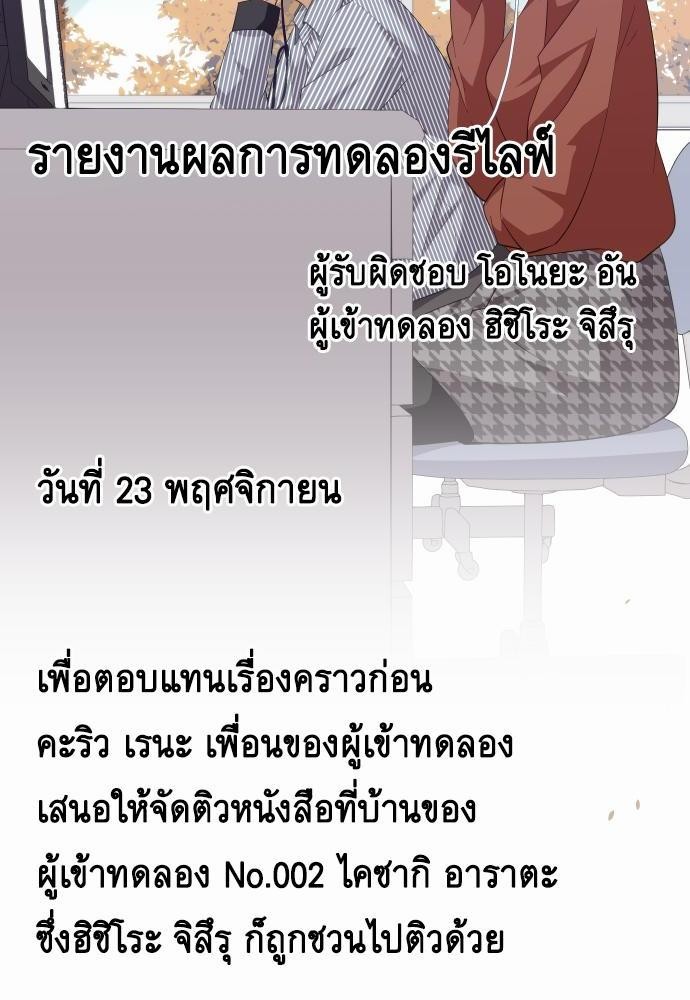 รายงานผลการทดลองรีไลฟ์
ผู้รับผิดชอบ โอโนยะ อัน
ผู้เข้าทดลอง ฮิชิโระ จิสึรุ
วันที่ 23 พฤศจิกายน
เพื่อตอบแทนเรื่องคราวก่อน
คะริว เรนะ เพื่อนของผู้เข้าทดลอง
เสนอให้จัดติวหนังสือที่บ้านของ
ผู้เข้าทดลอง No.002 ไคซากิ อาราตะ
ซึ่งฮิชิโระ จิสึรุ ก็ถูกชวนไปติวด้วย